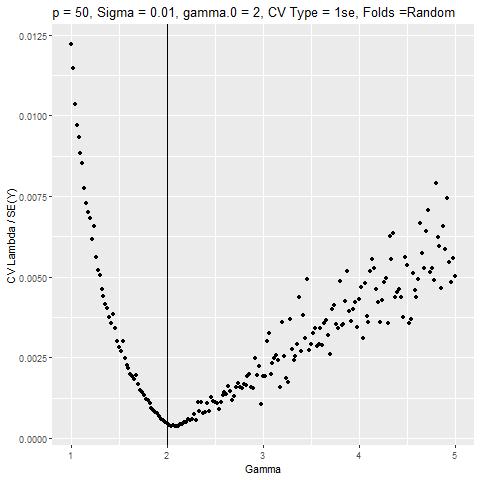 p = 50, Sigma = 0.01, gamma.0 = 2, CV Type = 1se, Folds =Random
0.0125
0.0100
0.0075
0.0050
0.0025
0.0000
CV Lambda / SE(Y)
1 2 3 4 5
Gamma